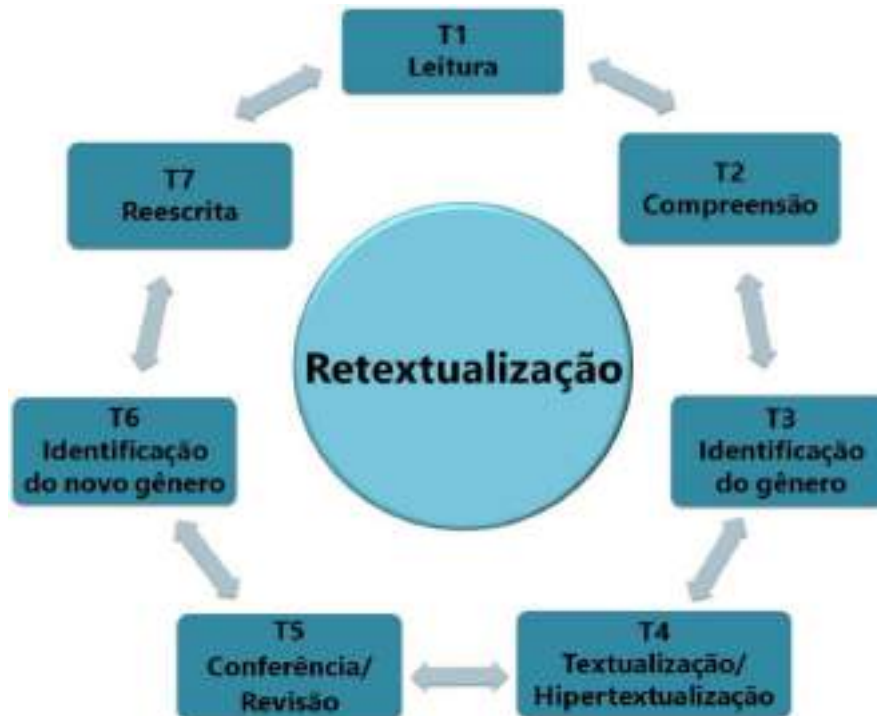 T1
Leitura
T2
Compreensão
T3
Identificação
do gênero
T4
Textualização/
Hipertextualização
T5
Conferência/
Revisão
T6
Identificação
do novo gênero
T7
Reescrita
Retextualização